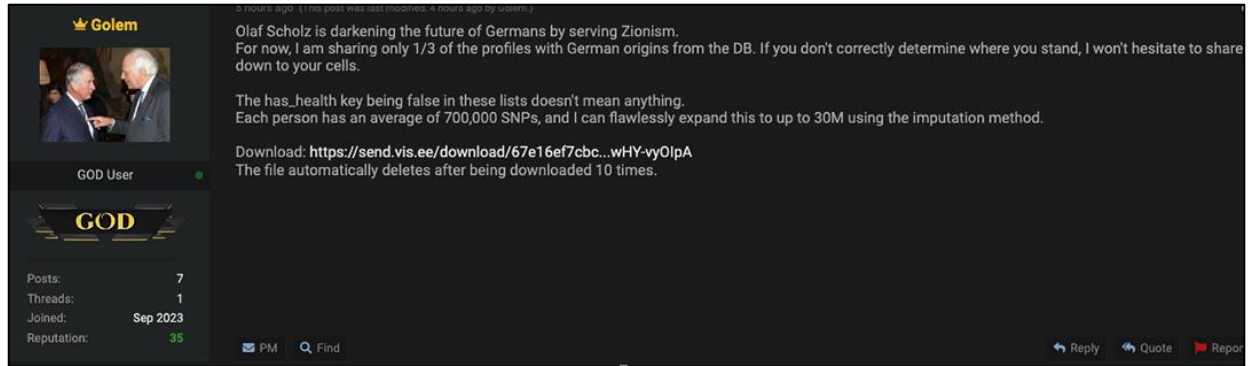 Golem
GOD User
GOD
Posts: 7
Threads: 1
Joined: Sep 2023
Reputation: 35
5 hours ago (This post was last modified: 4 hours ago by Golem.)
Olaf Scholz is darkening the future of Germans by serving Zionism.
For now, I am sharing only 1/3 of the profiles with German origins from the DB. If you don't correctly determine where you stand, I won't hesitate to share
down to your cells.
The has_health key being false in these lists doesn't mean anything.
Each person has an average of 700,000 SNPs, and I can flawlessly expand this to up to 30M using the imputation method.
Download: https://send.vis.ee/download/67e16ef7cbc...wHY-vyOIpA
The file automatically deletes after being downloaded 10 times.
PM Find Reply Quote Repor